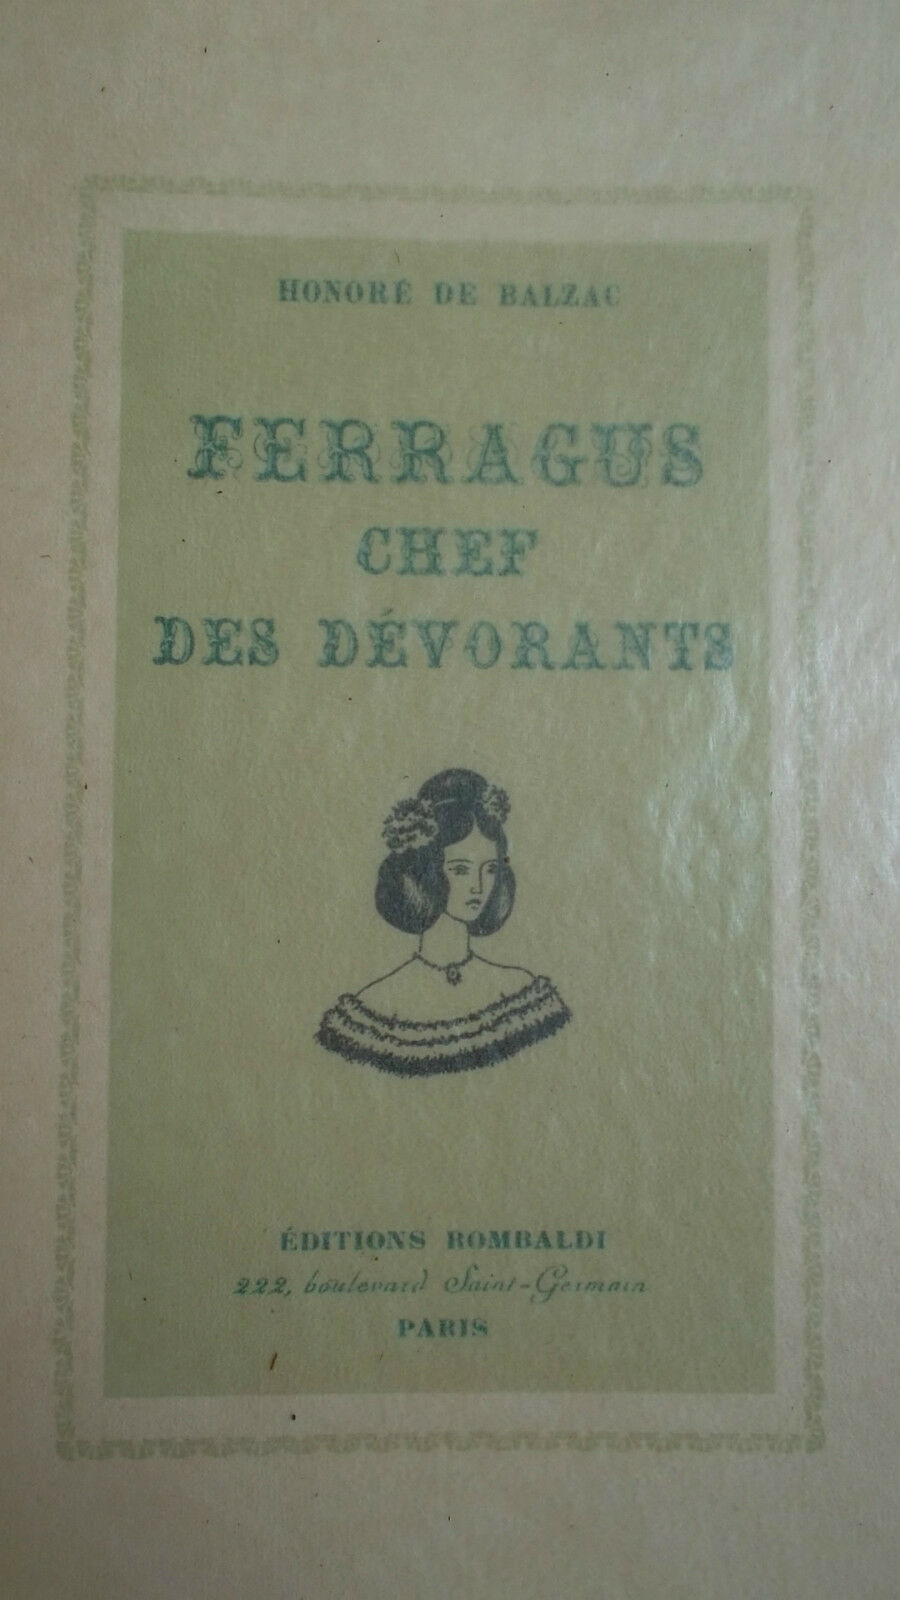 HONORÉ DE BALZAC
FERRAGUS
CHEF
DES DÉVORANTS
ÉDITIONS ROMBALDI
222, boulevard Saint-Germain
PARIS